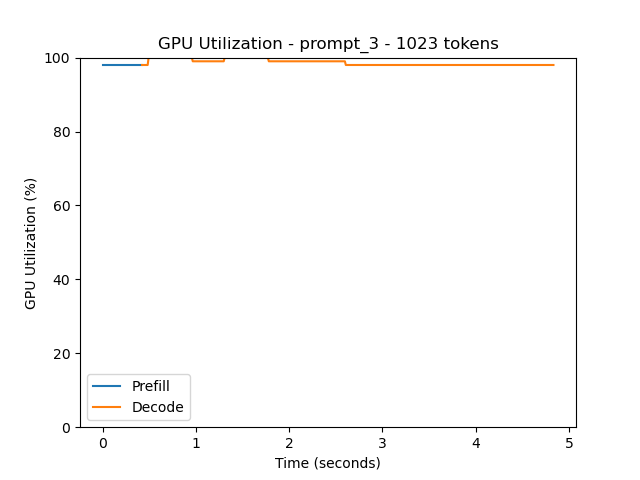 GPU Utilization - prompt_3 - 1023 tokens
100
80
60
40
20
0
GPU Utilization (%)
Prefill
Decode
0 1 2 3 4 5
Time (seconds)